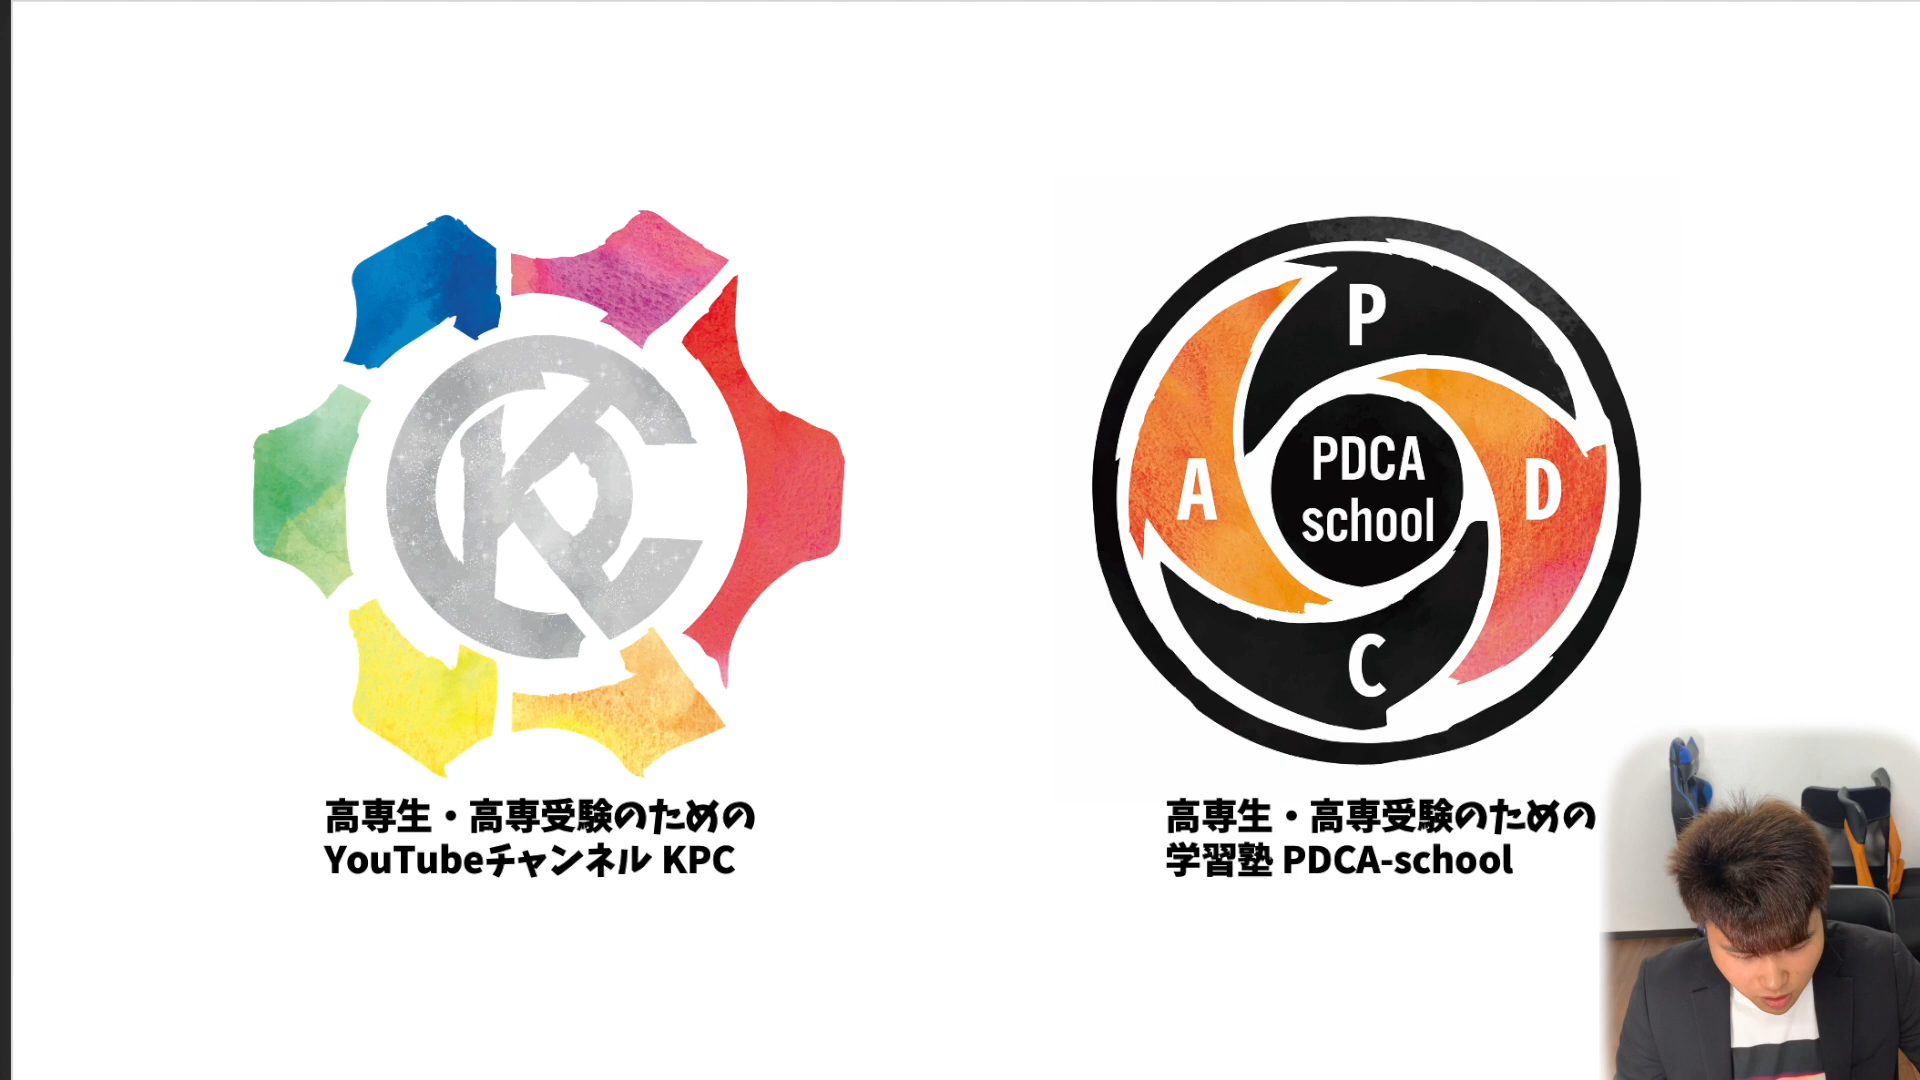 P
A
D
C
PDCA
school
高専生・高専受験のための
YouTubeチャンネル KPC
高専生・高専受験のための
学習塾 PDCA-school